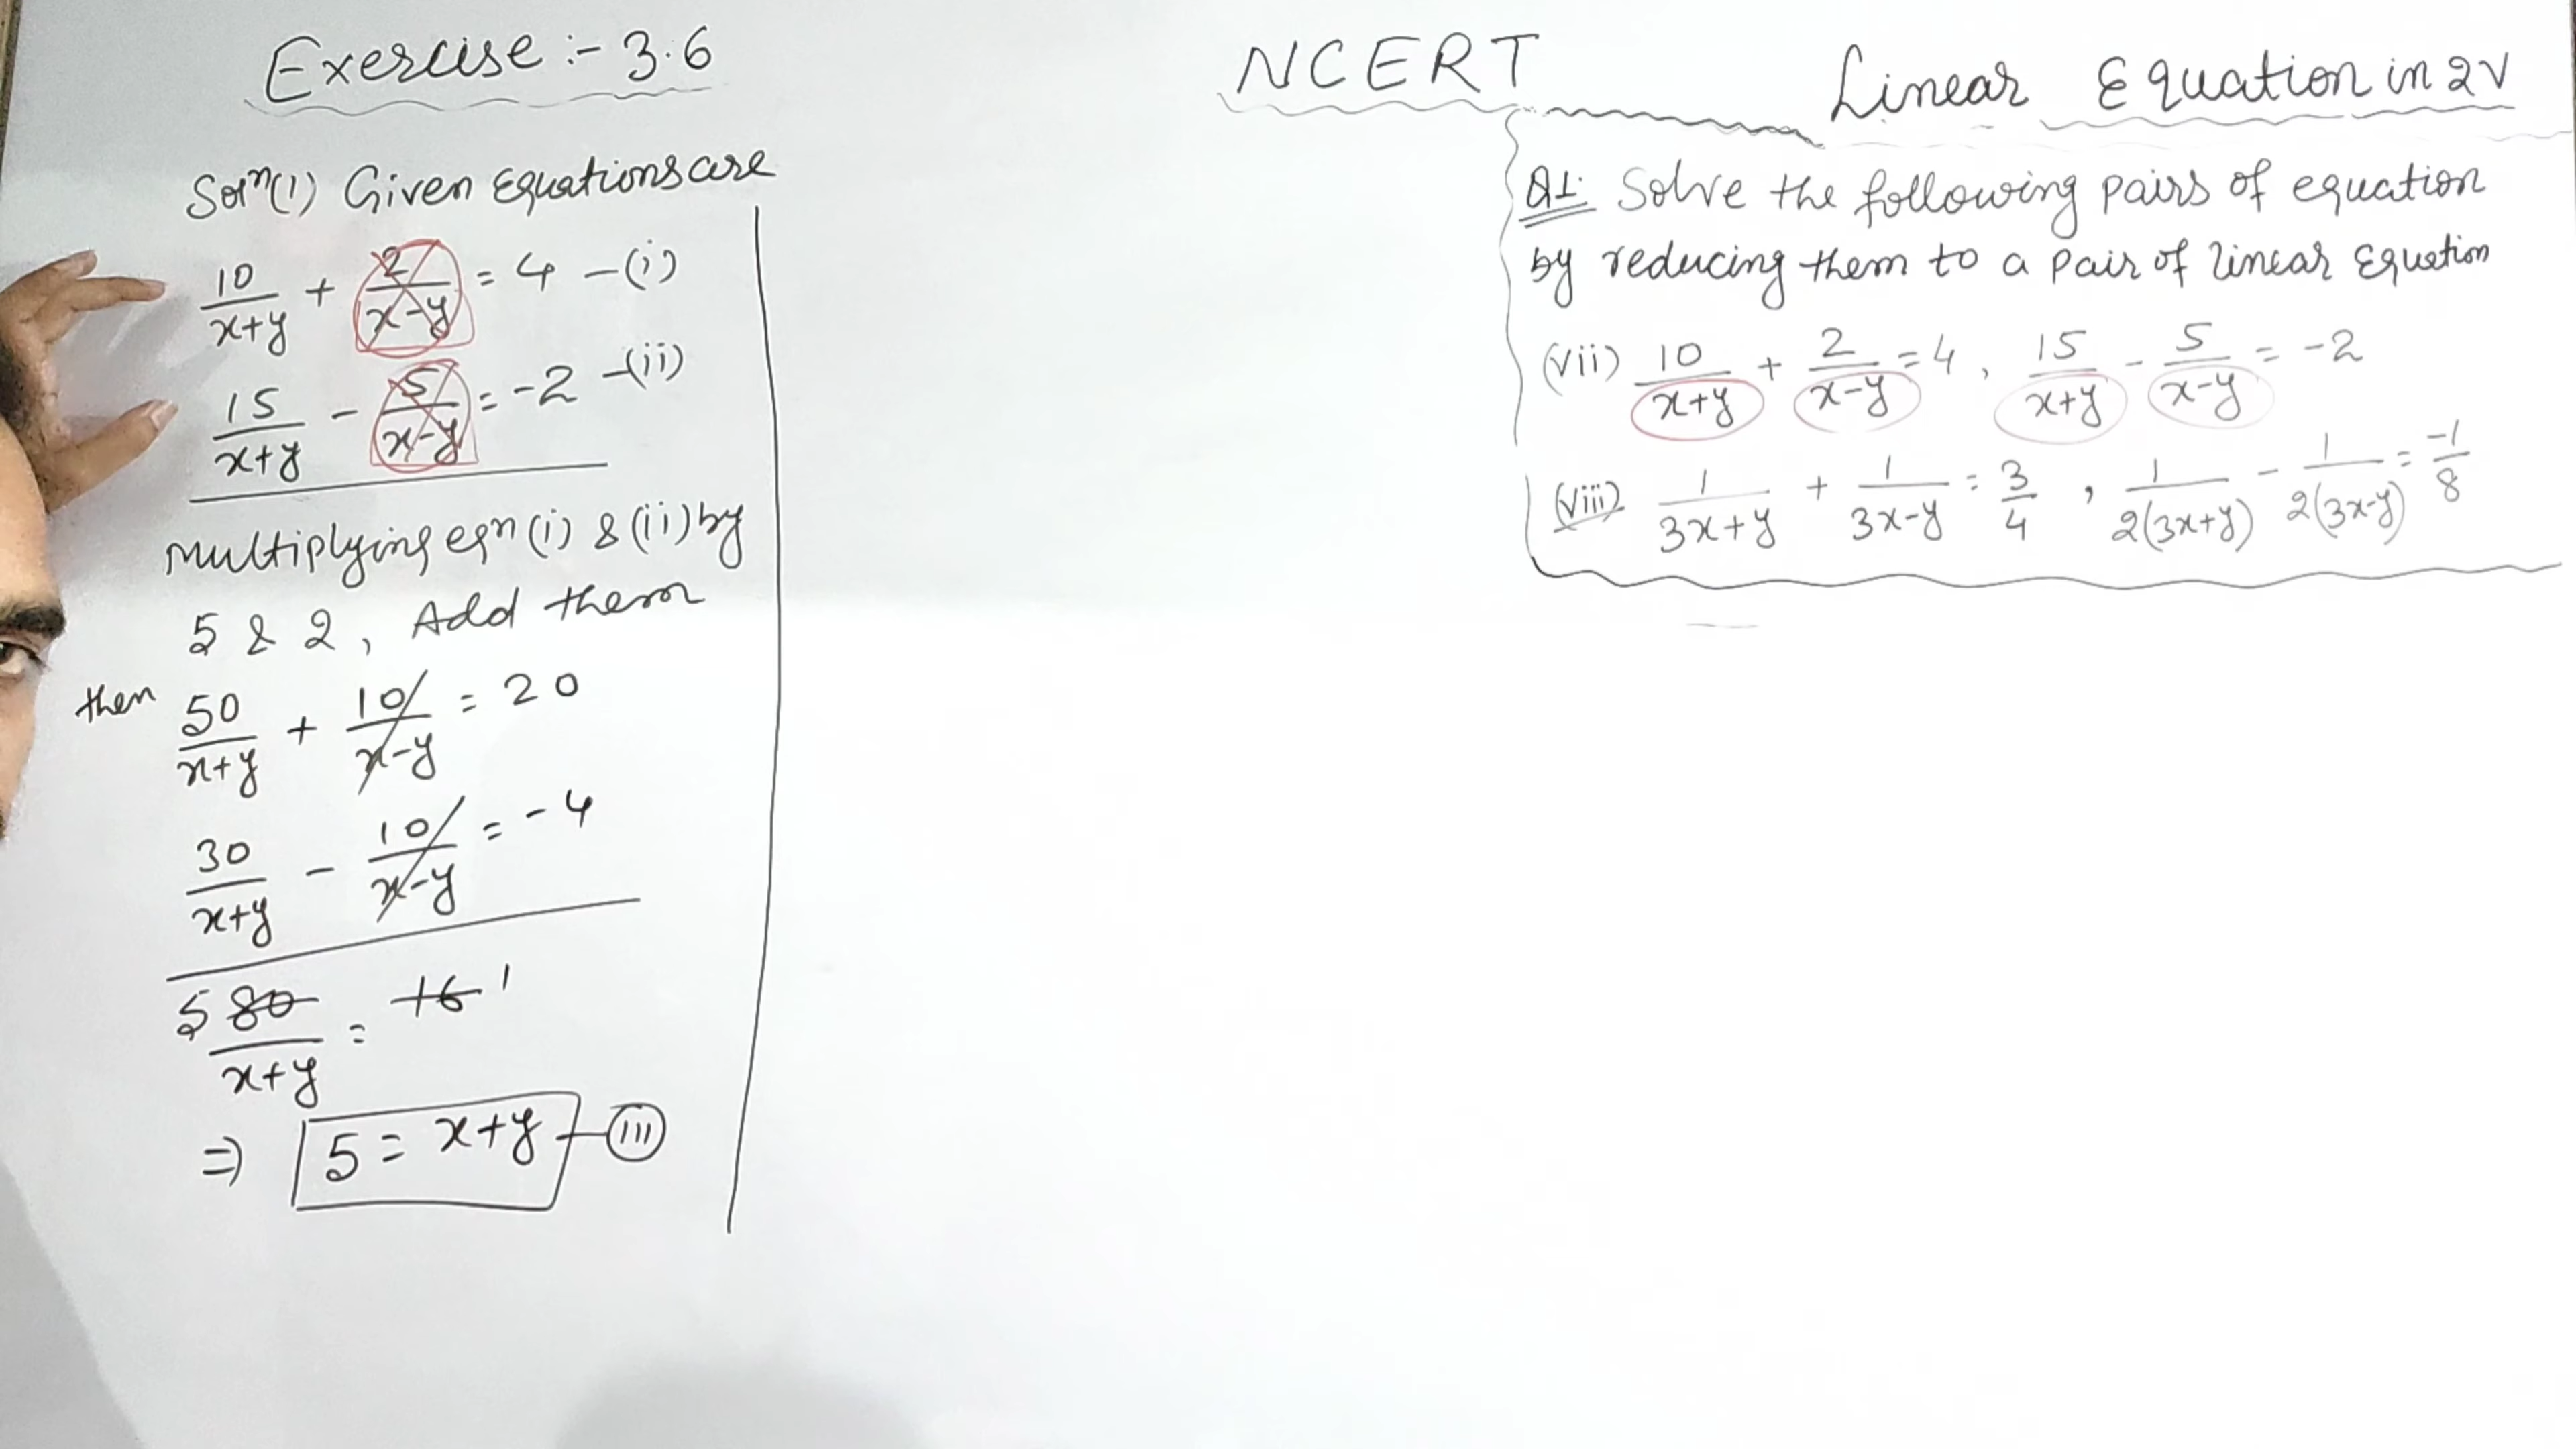 Exercise :- 3.6
NCERT
Linear Equation in 2V
Solⁿ(1) Given Equations are
10/(x+y) + 2/(x-y) = 4 -(i)
15/(x+y) - 5/(x-y) = -2 -(ii)
Multiplying eqn (i) & (ii) by
5 & 2, Add them
then 50/(x+y) + 10/(x-y) = 20
30/(x+y) - 10/(x-y) = -4
5 80/(x+y) = 16 1
⇒ 5 = x+y -(iii)
Q1. Solve the following pairs of equation
by reducing them to a pair of linear Equation
(vii) 10/(x+y) + 2/(x-y) = 4, 15/(x+y) - 5/(x-y) = -2
(viii) 1/(3x+y) + 1/(3x-y) = 3/4, 1/2(3x+y) - 1/2(3x-y) = -1/8